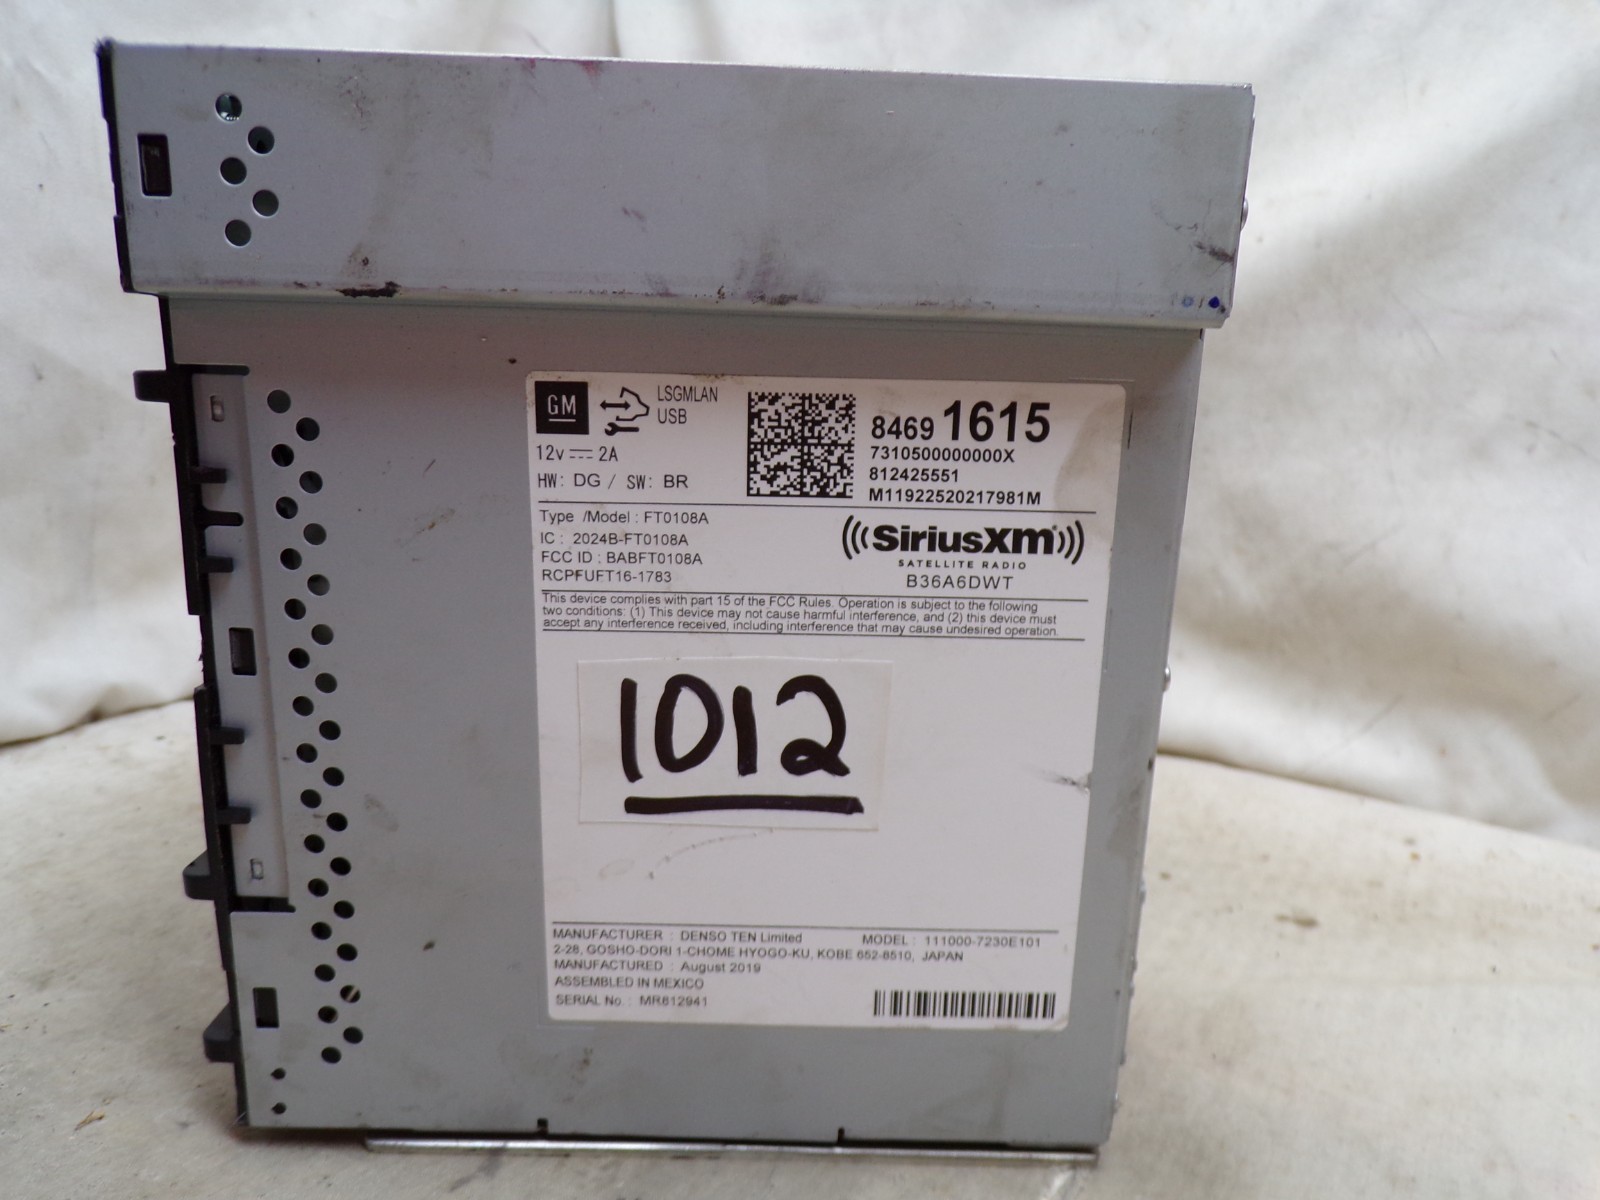 GM
LSGMLAN
USB
12v 2A
HW: DG / SW: BR
8469 1615
7310500000000X
812425551
M11922520217981M
Type /Model : FT0108A
IC : 2024B-FT0108A
FCC ID : BABFT0108A
RCPFUFT16-1783
SiriusXm
SATELLITE RADIO
B36A6DWT
This device complies with part 15 of the FCC Rules. Operation is subject to the following
two conditions: (1) This device may not cause harmful interference, and (2) this device must
accept any interference received, including interference that may cause undesired operation.
1012
MANUFACTURER : DENSO TEN Limited MODEL : 111000-7230E101
2-28, GOSHO-DORI 1-CHOME HYOGO-KU, KOBE 652-8510, JAPAN
MANUFACTURED : August 2019
ASSEMBLED IN MEXICO
SERIAL No. : MR812941